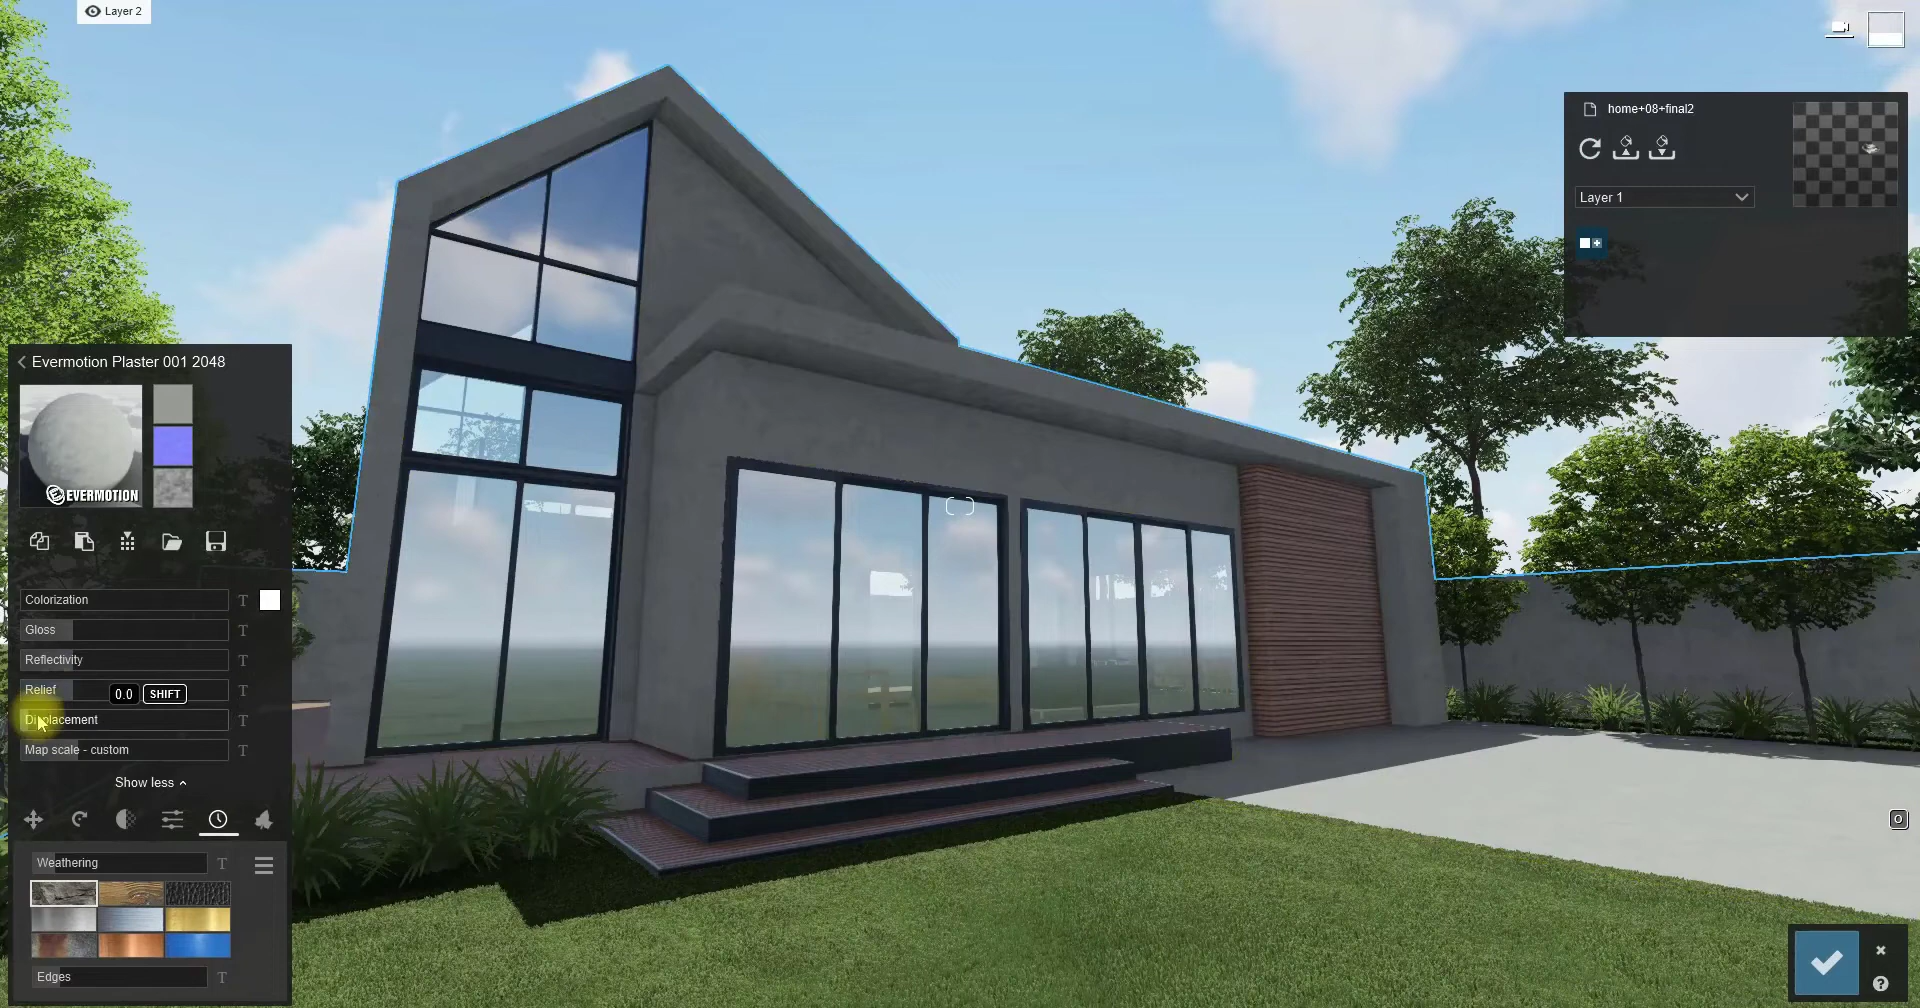 Layer 2
home+08+final2
Layer 1
Evermotion Plaster 001 2048
EVERMOTION
Colorization T
Gloss T
Reflectivity T
Relief 0.0 SHIFT T
Displacement T
Map scale - custom T
Show less
Weathering T
Edges T
O
?